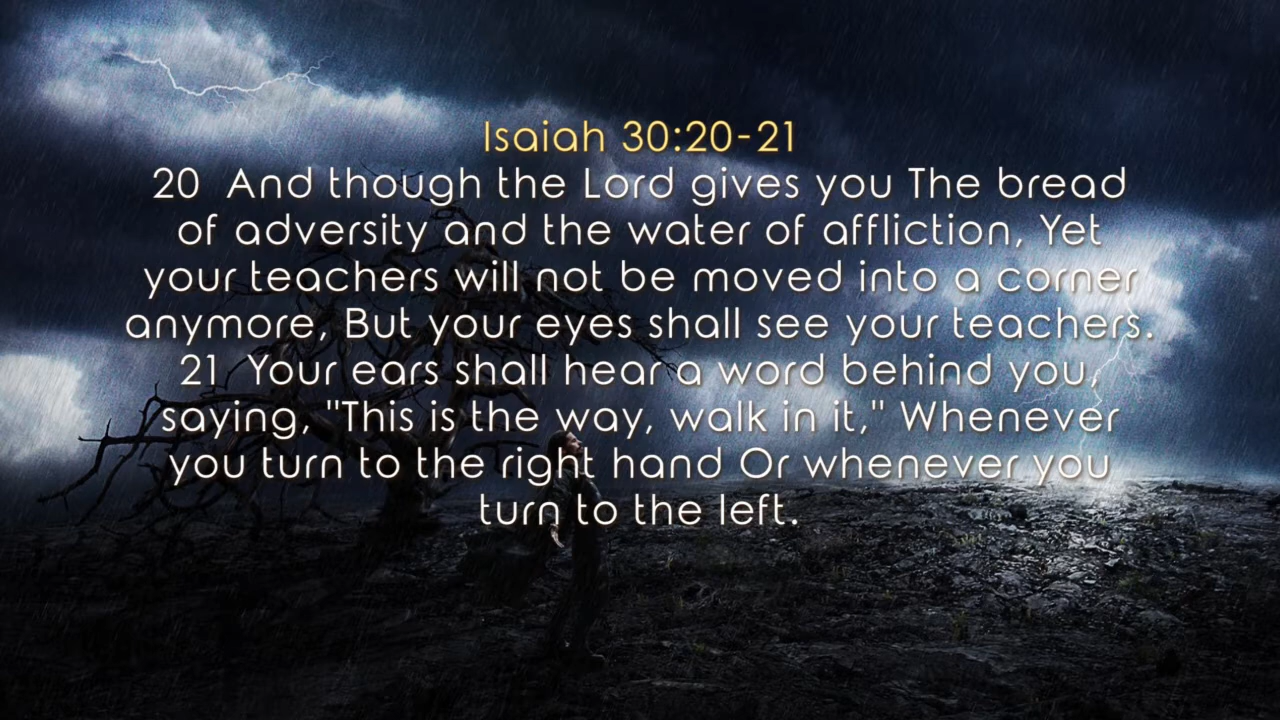 Isaiah 30:20-21
20  And though the Lord gives you The bread
of adversity and the water of affliction, Yet
your teachers will not be moved into a corner
anymore, But your eyes shall see your teachers.
21  Your ears shall hear a word behind you,
saying, "This is the way, walk in it," Whenever
you turn to the right hand Or whenever you
turn to the left.